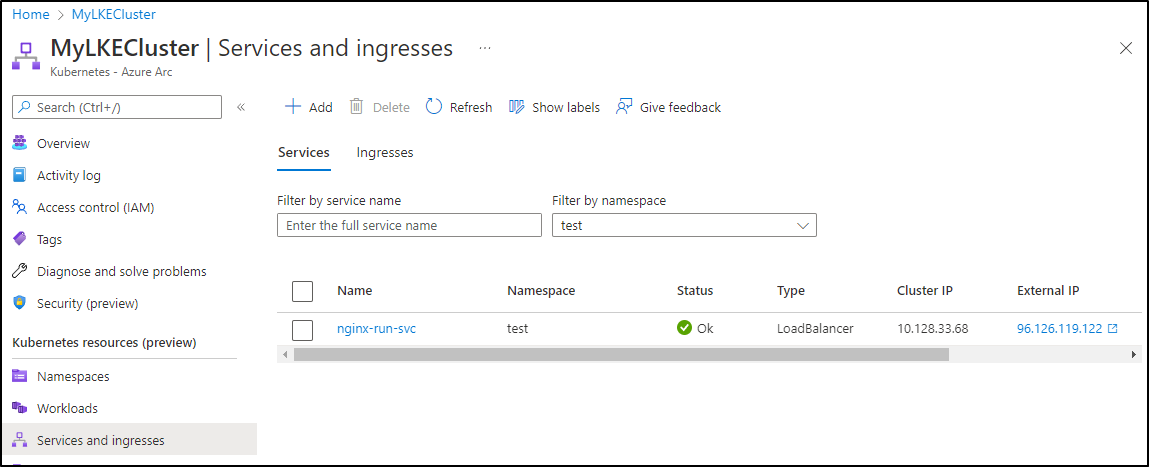 Home > MyLKECluster
MyLKECluster | Services and ingresses ...
Kubernetes - Azure Arc
Search (Ctrl+/) «
Overview
Activity log
Access control (IAM)
Tags
Diagnose and solve problems
Security (preview)
Kubernetes resources (preview)
Namespaces
Workloads
Services and ingresses
Add Delete Refresh Show labels Give feedback
Services Ingresses
Filter by service name Filter by namespace
Enter the full service name test
Name Namespace Status Type Cluster IP External IP
nginx-run-svc test Ok LoadBalancer 10.128.33.68 96.126.119.122